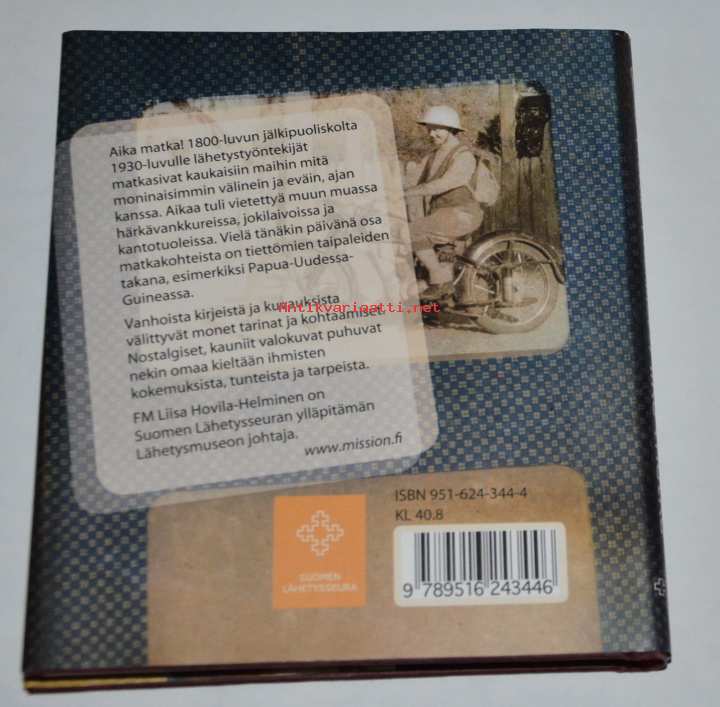 Aika matka! 1800-luvun jälkipuoliskolta
1930-luvulle lähetystyöntekijät
matkasivat kaukaisiin maihin mitä
moninaisimmin välinein ja eväin, ajan
kanssa. Aikaa tuli vietettyä muun muassa
härkävankkureissa, jokilaivoissa ja
kantotuoleissa. Vielä tänäkin päivänä osa
matkakohteista on tiettömien taipaleiden
takana, esimerkiksi Papua-Uudessa-
Guineassa.
Antikvariaatti.net
Vanhoista kirjeistä ja kuvauksista
välittyvät monet tarinat ja kohtaamiset.
Nostalgiset, kauniit valokuvat puhuvat
nekin omaa kieltään ihmisten
kokemuksista, tunteista ja tarpeista.
FM Liisa Hovila-Helminen on
Suomen Lähetysseuran ylläpitämän
Lähetysmuseon johtaja.
www.mission.fi
ISBN 951-624-344-4
KL 40.8
SUOMEN
LÄHETYSSEURA
9 789516 243446